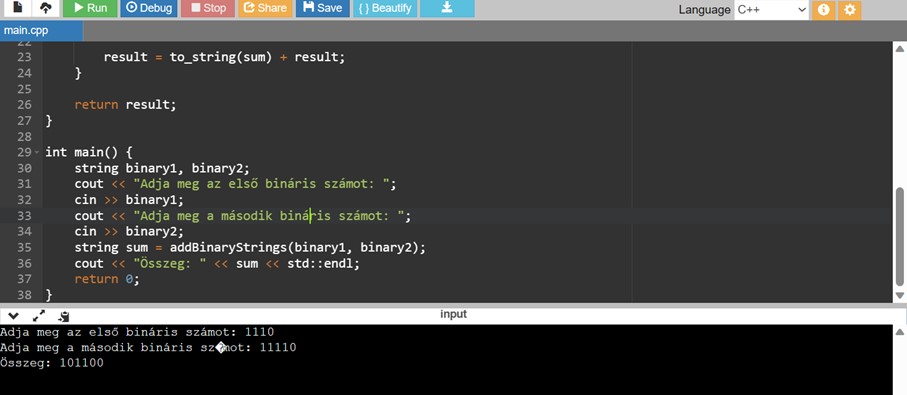 Run Debug Stop Share Save { } Beautify Language C++
main.cpp
22
23 result = to_string(sum) + result;
24 }
25
26 return result;
27 }
28
29 int main() {
30 string binary1, binary2;
31 cout << "Adja meg az első bináris számot: ";
32 cin >> binary1;
33 cout << "Adja meg a második bináris számot: ";
34 cin >> binary2;
35 string sum = addBinaryStrings(binary1, binary2);
36 cout << "Összeg: " << sum << std::endl;
37 return 0;
38 }
input
Adja meg az első bináris számot: 1110
Adja meg a második bináris sz�mot: 11110
Összeg: 101100